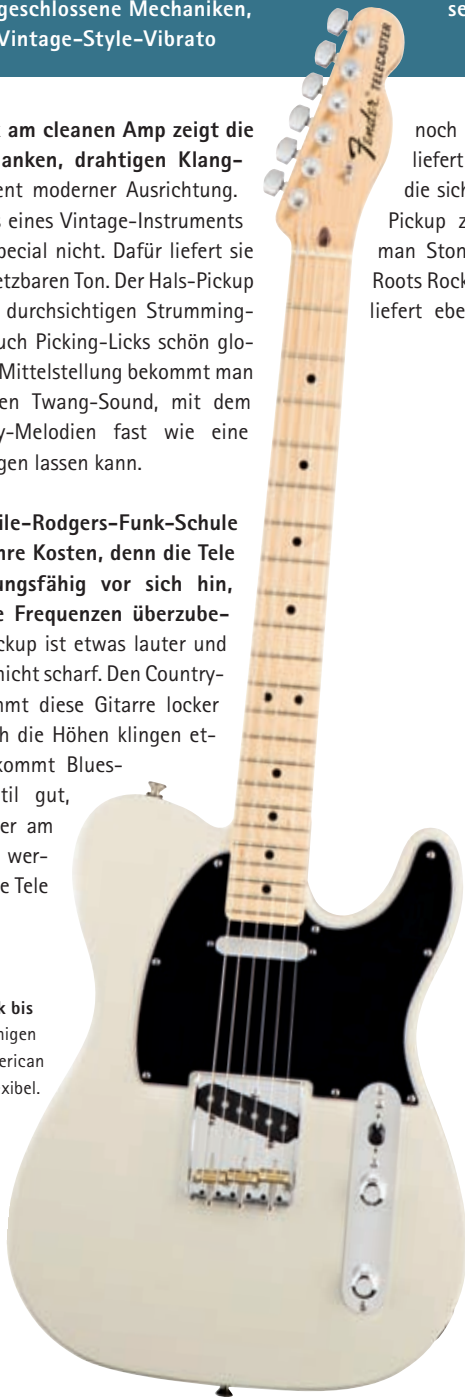 geschlossene Mechaniken,
Vintage-Style-Vibrato
am cleanen Amp zeigt die
anken, drahtigen Klang-
ent moderner Ausrichtung.
s eines Vintage-Instruments
pecial nicht. Dafür liefert sie
etzbaren Ton. Der Hals-Pickup
durchsichtigen Strumming-
uch Picking-Licks schön glo-
Mittelstellung bekommt man
en Twang-Sound, mit dem
y-Melodien fast wie eine
gen lassen kann.
ile-Rodgers-Funk-Schule
hre Kosten, denn die Tele
ungsfähig vor sich hin,
e Frequenzen überzube-
ckup ist etwas lauter und
nicht scharf. Den Country-
mmt diese Gitarre locker
h die Höhen klingen et-
kommt Blues-
til gut,
er am
wer-
e Tele
k bis
nigen
erican
xibel.
se
noch
liefert
die sich
Pickup z
man Ston
Roots Rock
liefert ebe
Fender TELECASTER